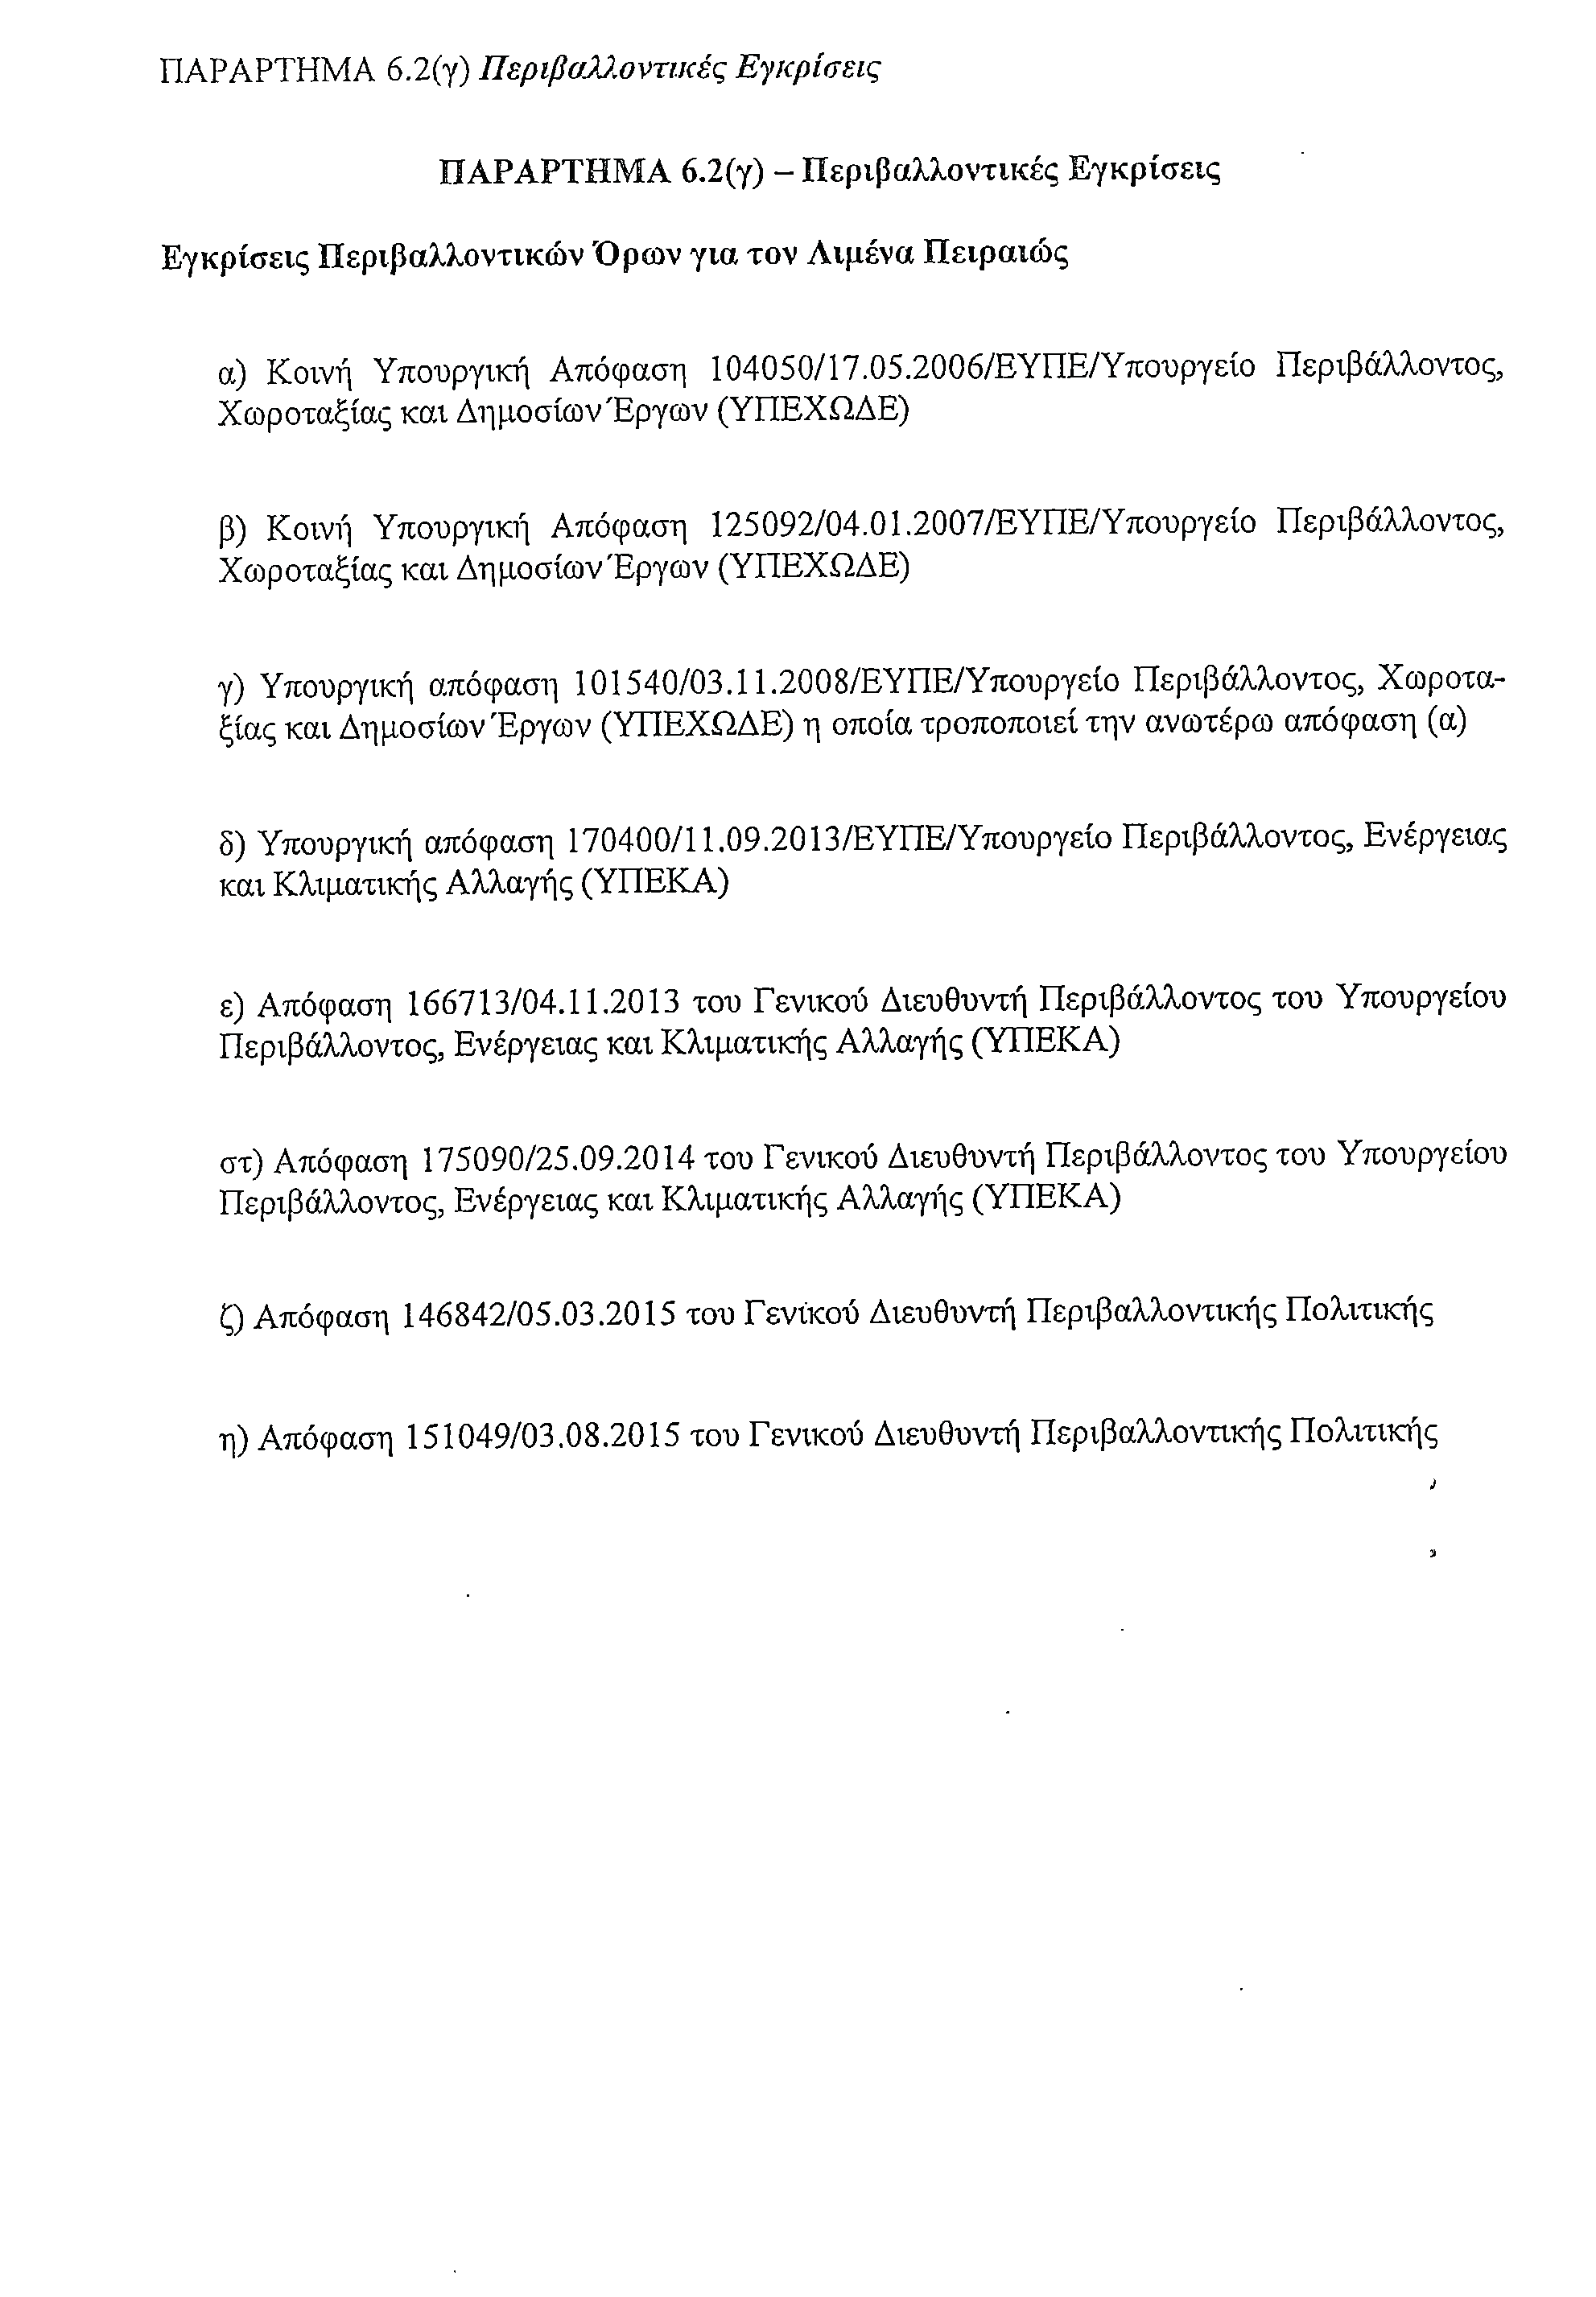 ΠΑΡΑΡΤΗΜΑ 6.2(γ) Περιβαλλοντικές Εγκρίσεις
ΠΑΡΑΡΤΗΜΑ 6.2(γ) – Περιβαλλοντικές Εγκρίσεις
Εγκρίσεις Περιβαλλοντικών Όρων για τον Λιμένα Πειραιώς
α) Κοινή Υπουργική Απόφαση 104050/17.05.2006/ΕΥΠΕ/Υπουργείο Περιβάλλοντος,
Χωροταξίας και Δημοσίων Έργων (ΥΠΕΧΩΔΕ)
β) Κοινή Υπουργική Απόφαση 125092/04.01.2007/ΕΥΠΕ/Υπουργείο Περιβάλλοντος,
Χωροταξίας και Δημοσίων Έργων (ΥΠΕΧΩΔΕ)
γ) Υπουργική απόφαση 101540/03.11.2008/ΕΥΠΕ/Υπουργείο Περιβάλλοντος, Χωροτα-
ξίας και Δημοσίων Έργων (ΥΠΕΧΩΔΕ) η οποία τροποποιεί την ανωτέρω απόφαση (α)
δ) Υπουργική απόφαση 170400/11.09.2013/ΕΥΠΕ/Υπουργείο Περιβάλλοντος, Ενέργειας
και Κλιματικής Αλλαγής (ΥΠΕΚΑ)
ε) Απόφαση 166713/04.11.2013 του Γενικού Διευθυντή Περιβάλλοντος του Υπουργείου
Περιβάλλοντος, Ενέργειας και Κλιματικής Αλλαγής (ΥΠΕΚΑ)
στ) Απόφαση 175090/25.09.2014 του Γενικού Διευθυντή Περιβάλλοντος του Υπουργείου
Περιβάλλοντος, Ενέργειας και Κλιματικής Αλλαγής (ΥΠΕΚΑ)
ζ) Απόφαση 146842/05.03.2015 του Γενικού Διευθυντή Περιβαλλοντικής Πολιτικής
η) Απόφαση 151049/03.08.2015 του Γενικού Διευθυντή Περιβαλλοντικής Πολιτικής